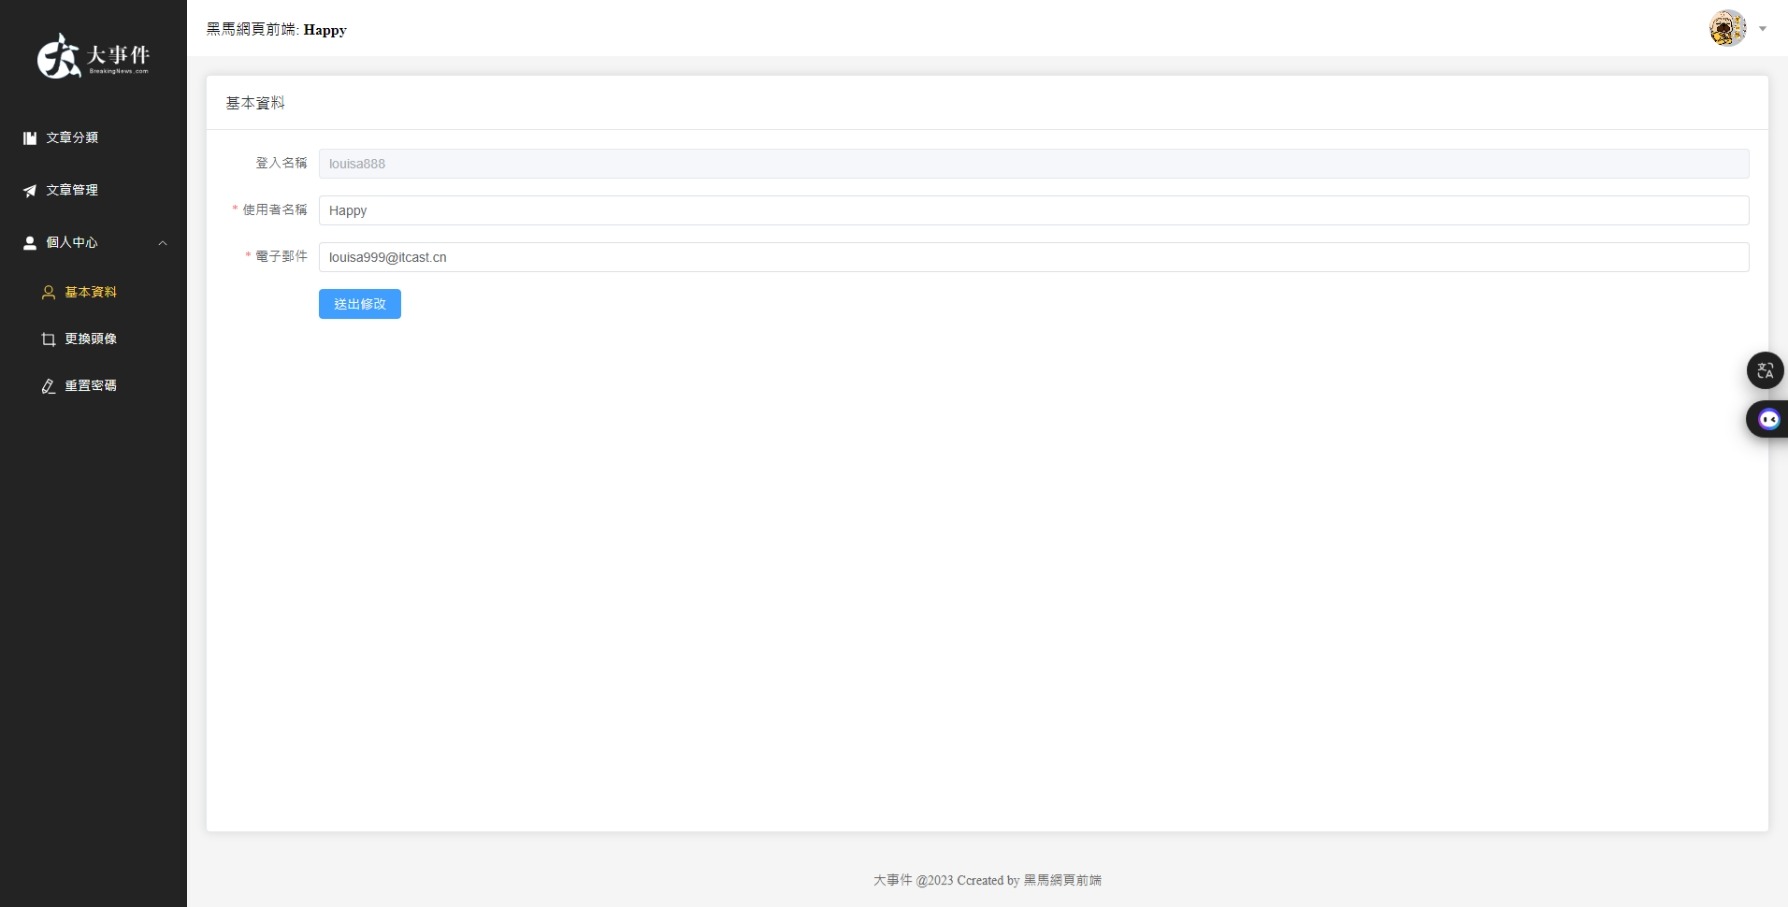 大事件
BreakingNews.com
文章分類
文章管理
個人中心
基本資料
更換頭像
重置密碼
黑馬網頁前端: Happy
基本資料
登入名稱 louisa888
* 使用者名稱 Happy
* 電子郵件 louisa999@itcast.cn
送出修改
大事件 @2023 Ccreated by 黑馬網頁前端